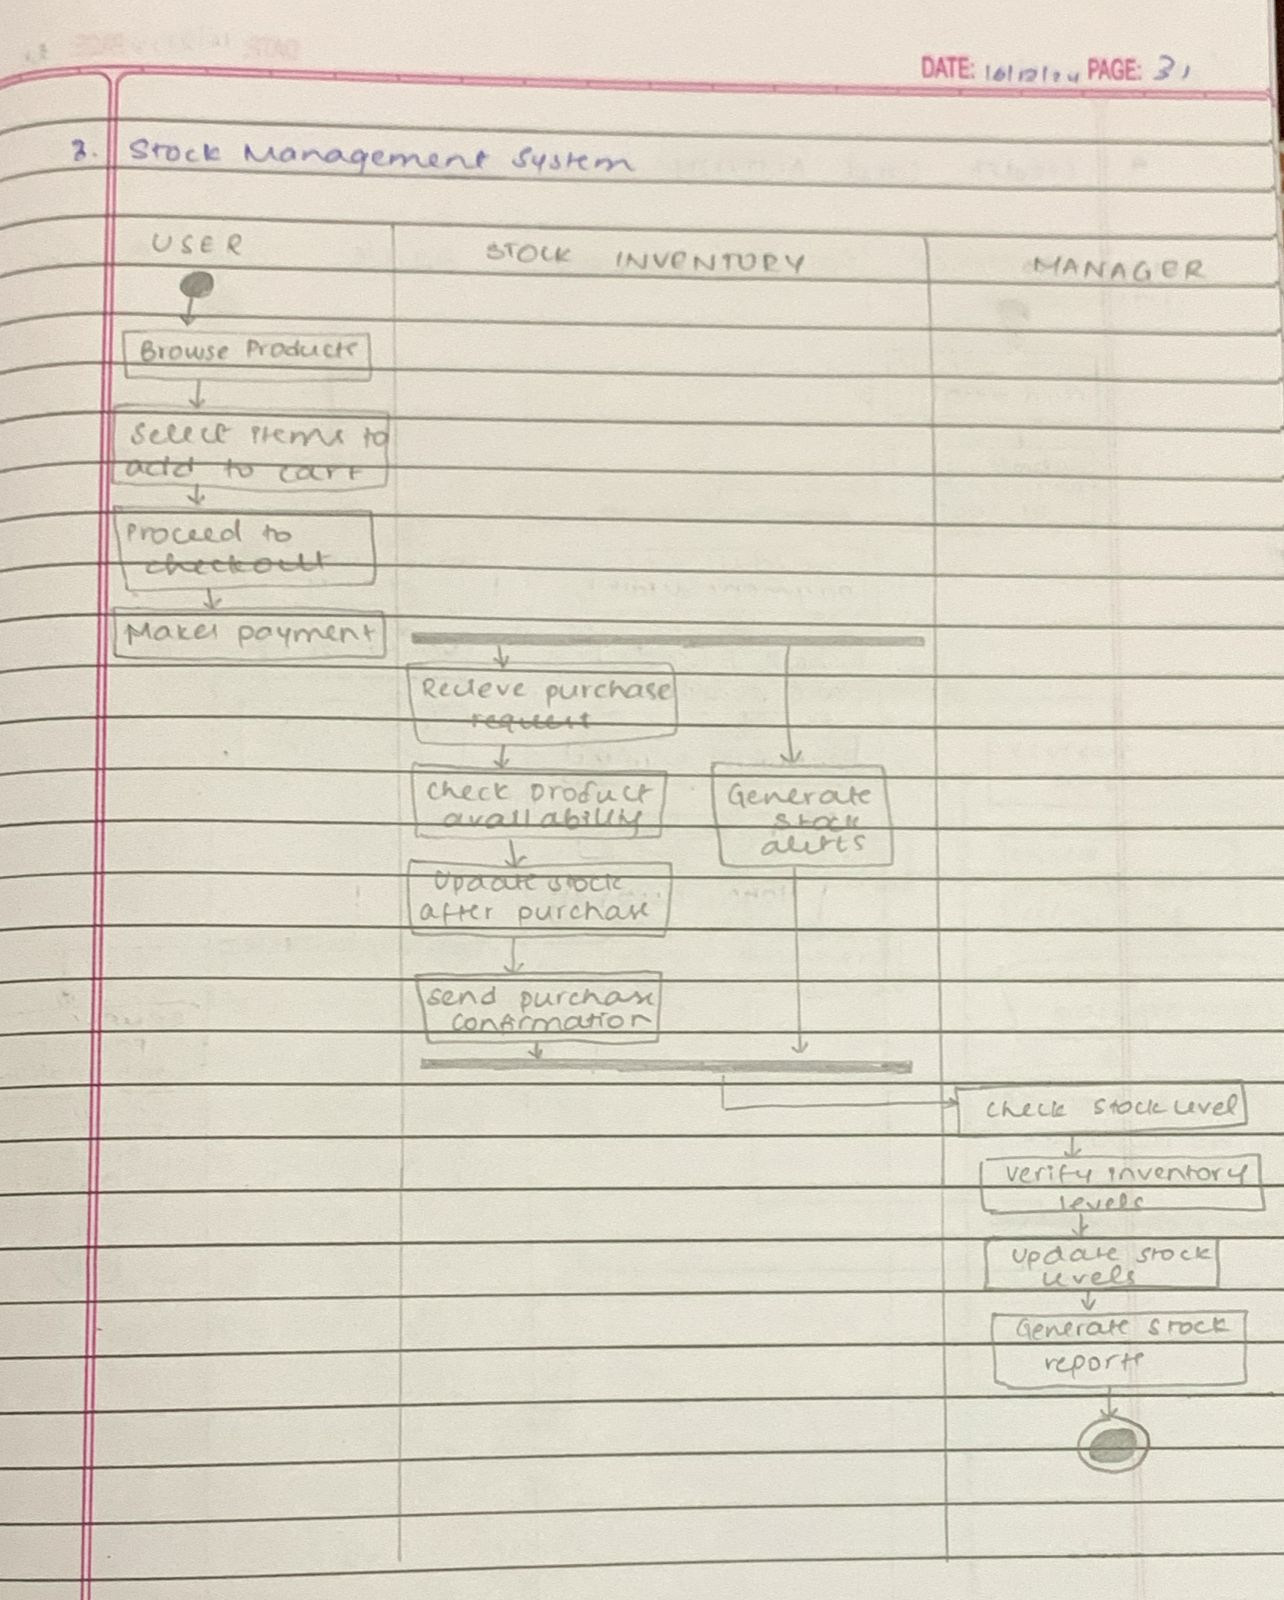 DATE: 16/12/24 PAGE: 31
3. Stock Management System
USER
STOCK INVENTORY
MANAGER
Browse Products
Select items to
add to cart
Proceed to
checkout
Makes payment
Recieve purchase
request
Check product
availability
Generate
stock
alerts
Update stock
after purchase
Send purchase
confirmation
Check stock level
Verify inventory
levels
Update stock
levels
Generate stock
reports